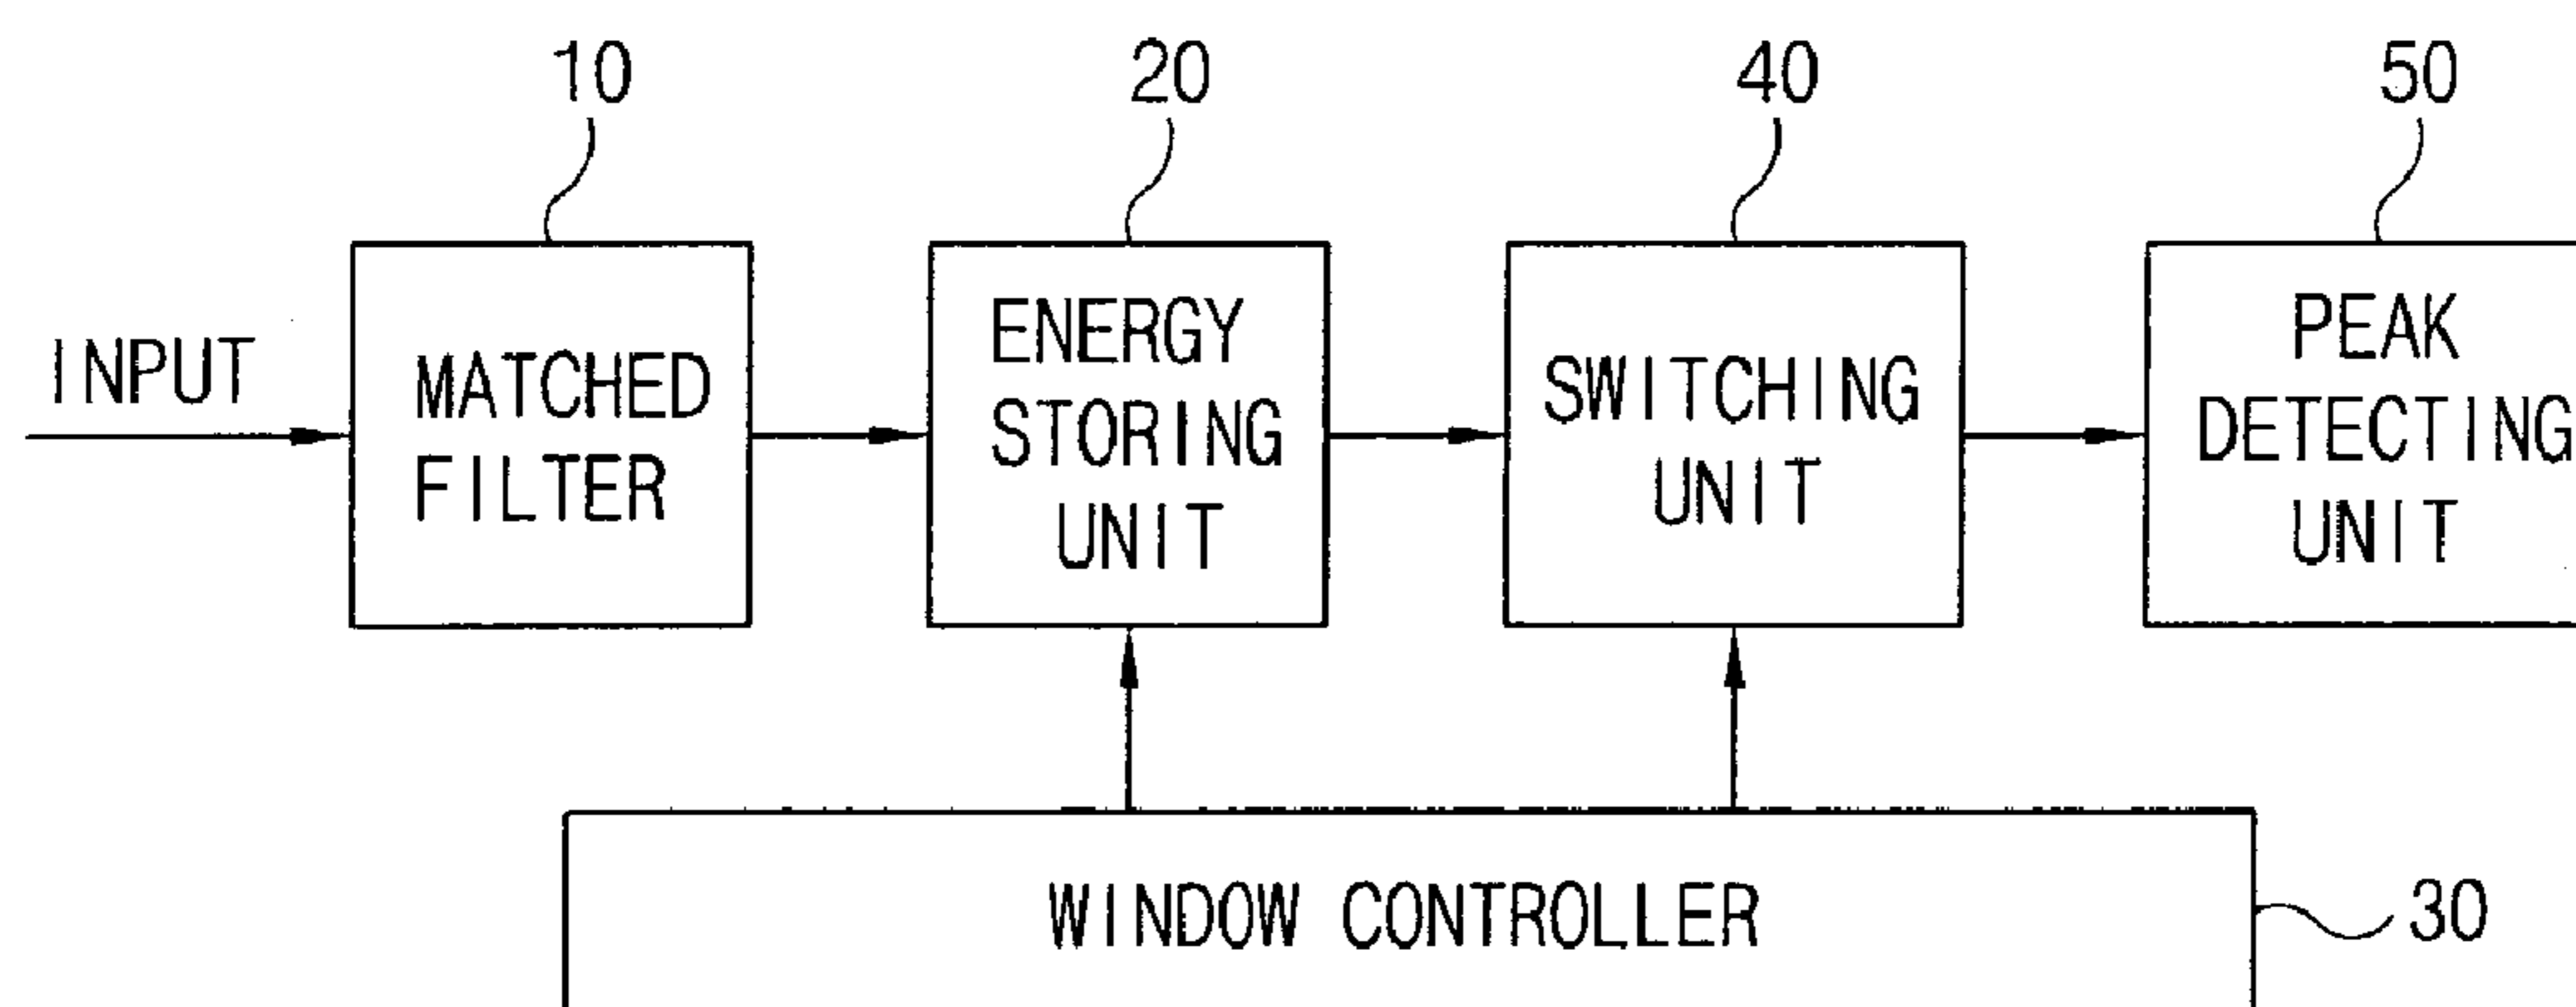 10
20
40
50
INPUT
MATCHED
FILTER
ENERGY
STORING
UNIT
SWITCHING
UNIT
PEAK
DETECTING
UNIT
WINDOW CONTROLLER
30